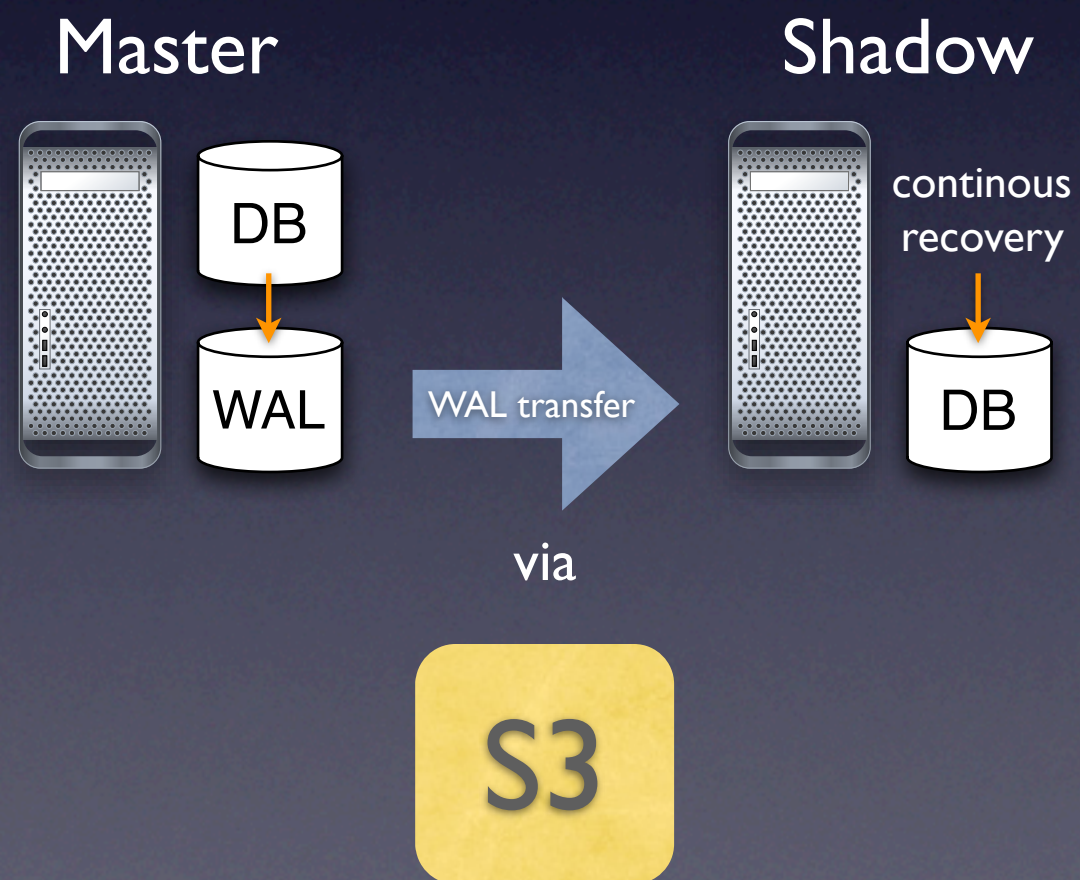 Master
Shadow
DB
WAL
WAL transfer
continous
recovery
DB
via
S3